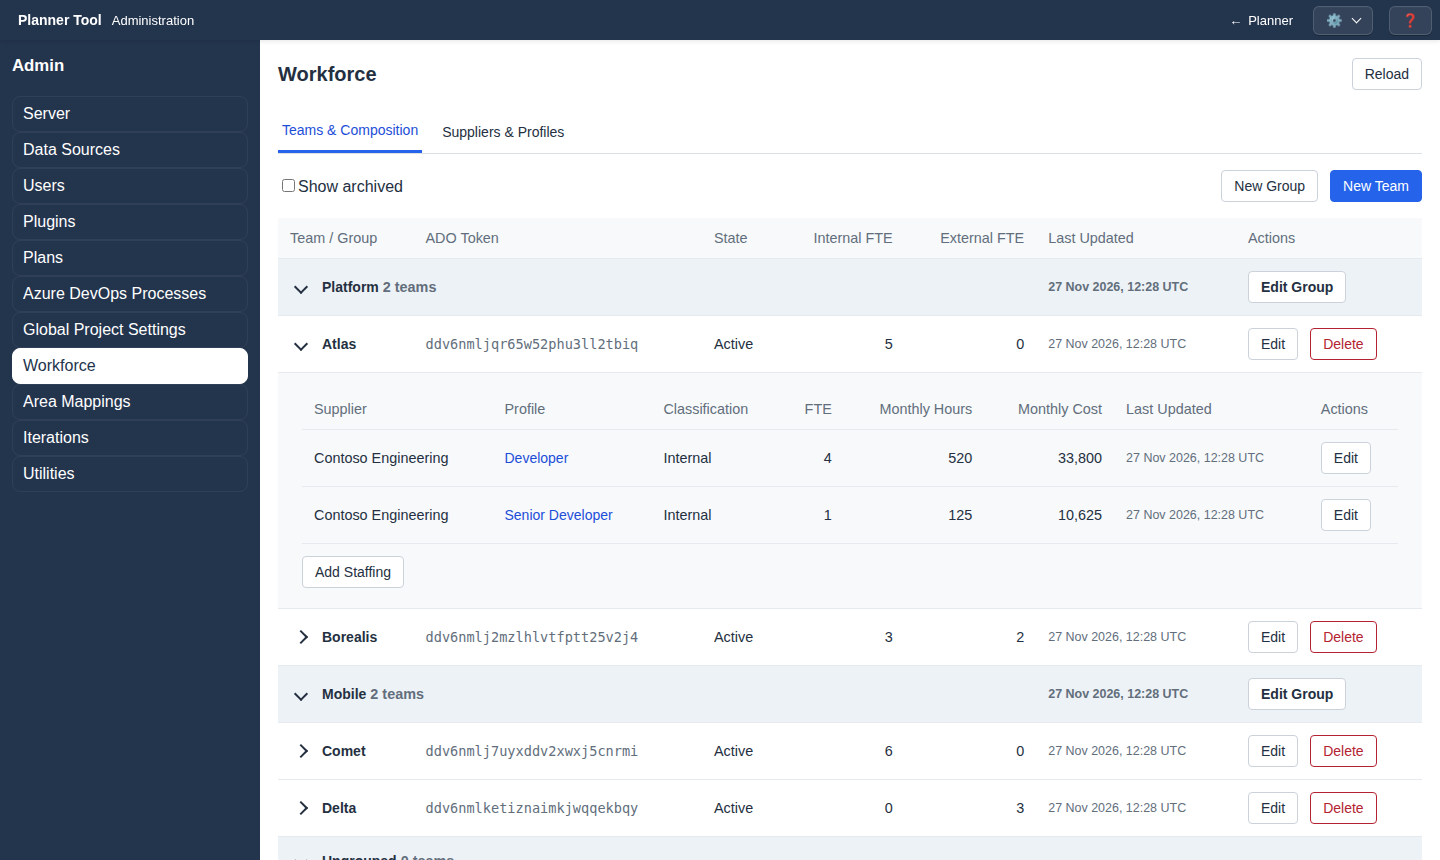 Planner Tool Administration
← Planner
Admin
Server
Data Sources
Users
Plugins
Plans
Azure DevOps Processes
Global Project Settings
Workforce
Area Mappings
Iterations
Utilities
Workforce
Reload
Teams & Composition Suppliers & Profiles
Show archived New Group New Team
Team / Group ADO Token State Internal FTE External FTE Last Updated Actions
Platform 2 teams 27 Nov 2026, 12:28 UTC Edit Group
Atlas ddv6nmljqr65w52phu3ll2tbiq Active 5 0 27 Nov 2026, 12:28 UTC Edit Delete
Supplier Profile Classification FTE Monthly Hours Monthly Cost Last Updated Actions
Contoso Engineering Developer Internal 4 520 33,800 27 Nov 2026, 12:28 UTC Edit
Contoso Engineering Senior Developer Internal 1 125 10,625 27 Nov 2026, 12:28 UTC Edit
Add Staffing
Borealis ddv6nmlj2mzlhlvtfptt25v2j4 Active 3 2 27 Nov 2026, 12:28 UTC Edit Delete
Mobile 2 teams 27 Nov 2026, 12:28 UTC Edit Group
Comet ddv6nmlj7uyxddv2xwxj5cnrmi Active 6 0 27 Nov 2026, 12:28 UTC Edit Delete
Delta ddv6nmlketiznaimkjwqqekbqy Active 0 3 27 Nov 2026, 12:28 UTC Edit Delete
Ungrouped 0 teams